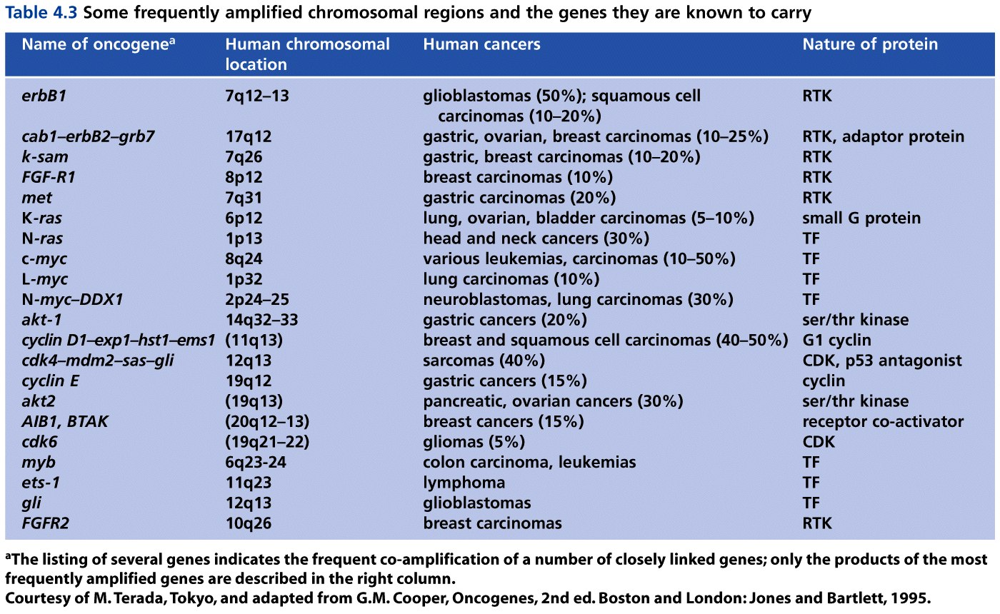 Table 4.3 Some frequently amplified chromosomal regions and the genes they are known to carry
Name of oncogeneᵃ Human chromosomal location Human cancers Nature of protein
erbB1 7q12–13 glioblastomas (50%); squamous cell RTK
carcinomas (10–20%)
cab1–erbB2–grb7 17q12 gastric, ovarian, breast carcinomas (10–25%) RTK, adaptor protein
k-sam 7q26 gastric, breast carcinomas (10–20%) RTK
FGF-R1 8p12 breast carcinomas (10%) RTK
met 7q31 gastric carcinomas (20%) RTK
K-ras 6p12 lung, ovarian, bladder carcinomas (5–10%) small G protein
N-ras 1p13 head and neck cancers (30%) TF
c-myc 8q24 various leukemias, carcinomas (10–50%) TF
L-myc 1p32 lung carcinomas (10%) TF
N-myc–DDX1 2p24–25 neuroblastomas, lung carcinomas (30%) TF
akt-1 14q32–33 gastric cancers (20%) ser/thr kinase
cyclin D1–exp1–hst1–ems1 (11q13) breast and squamous cell carcinomas (40–50%) G1 cyclin
cdk4–mdm2–sas–gli 12q13 sarcomas (40%) CDK, p53 antagonist
cyclin E 19q12 gastric cancers (15%) cyclin
akt2 (19q13) pancreatic, ovarian cancers (30%) ser/thr kinase
AIB1, BTAK (20q12–13) breast cancers (15%) receptor co-activator
cdk6 (19q21–22) gliomas (5%) CDK
myb 6q23-24 colon carcinoma, leukemias TF
ets-1 11q23 lymphoma TF
gli 12q13 glioblastomas TF
FGFR2 10q26 breast carcinomas RTK
ᵃThe listing of several genes indicates the frequent co-amplification of a number of closely linked genes; only the products of the most
frequently amplified genes are described in the right column.
Courtesy of M. Terada, Tokyo, and adapted from G.M. Cooper, Oncogenes, 2nd ed. Boston and London: Jones and Bartlett, 1995.